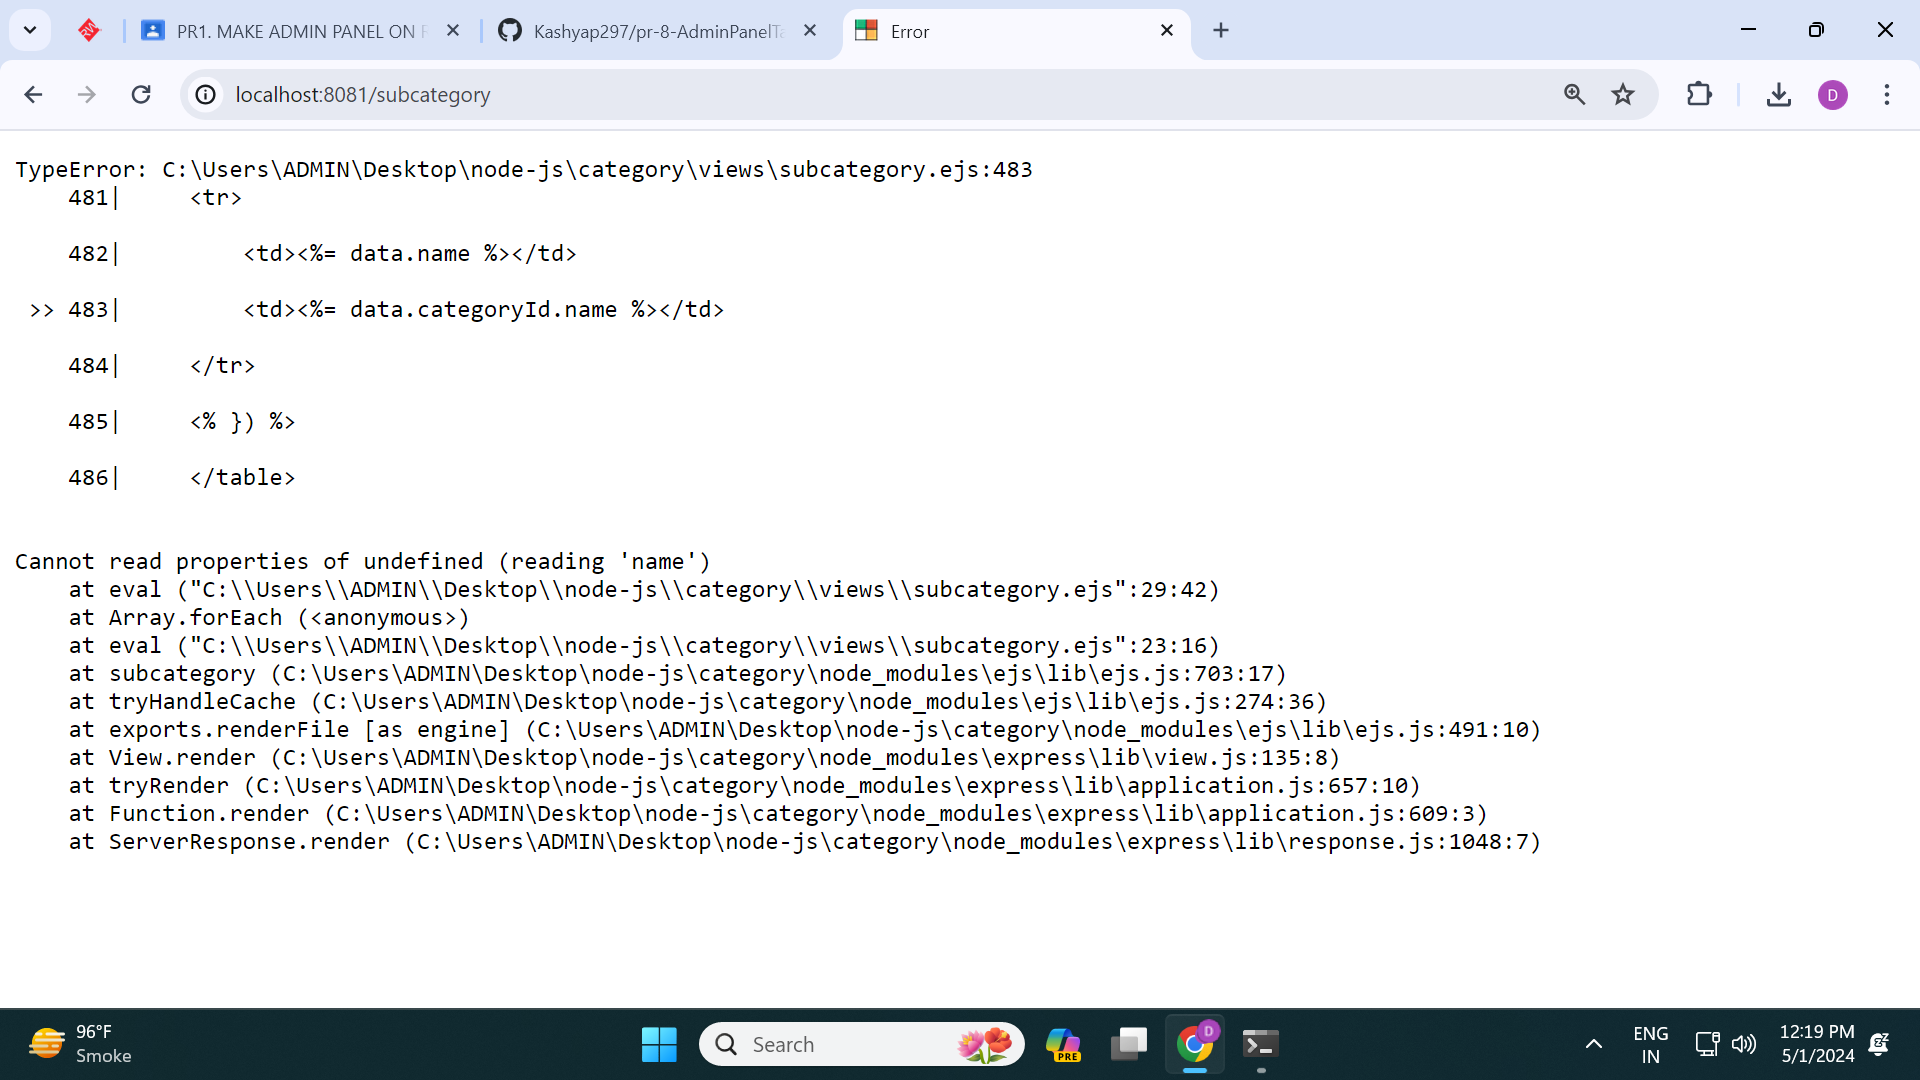 PR1. MAKE ADMIN PANEL ON
Kashyap297/pr-8-AdminPanelTa
Error
localhost:8081/subcategory
D
TypeError: C:\Users\ADMIN\Desktop\node-js\category\views\subcategory.ejs:483
481| <tr>
482| <td><%= data.name %></td>
>> 483| <td><%= data.categoryId.name %></td>
484| </tr>
485| <% }) %>
486| </table>
Cannot read properties of undefined (reading 'name')
at eval ("C:\\Users\\ADMIN\\Desktop\\node-js\\category\\views\\subcategory.ejs":29:42)
at Array.forEach (<anonymous>)
at eval ("C:\\Users\\ADMIN\\Desktop\\node-js\\category\\views\\subcategory.ejs":23:16)
at subcategory (C:\Users\ADMIN\Desktop\node-js\category\node_modules\ejs\lib\ejs.js:703:17)
at tryHandleCache (C:\Users\ADMIN\Desktop\node-js\category\node_modules\ejs\lib\ejs.js:274:36)
at exports.renderFile [as engine] (C:\Users\ADMIN\Desktop\node-js\category\node_modules\ejs\lib\ejs.js:491:10)
at View.render (C:\Users\ADMIN\Desktop\node-js\category\node_modules\express\lib\view.js:135:8)
at tryRender (C:\Users\ADMIN\Desktop\node-js\category\node_modules\express\lib\application.js:657:10)
at Function.render (C:\Users\ADMIN\Desktop\node-js\category\node_modules\express\lib\application.js:609:3)
at ServerResponse.render (C:\Users\ADMIN\Desktop\node-js\category\node_modules\express\lib\response.js:1048:7)
96°F
Smoke
Search
PRE
D
ENG
IN
12:19 PM
5/1/2024